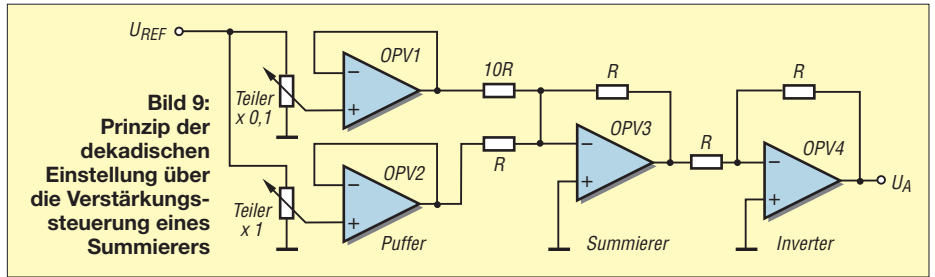 U_REF
OPV1
10R
R
R
Teiler
x 0,1
Bild 9:
Prinzip der
dekadischen
Einstellung über
die Verstärkungs-
steuerung eines
Summierers
−
+
OPV3
OPV4
−
+
−
+
R
R
U_A
OPV2
−
+
Teiler
x 1
Puffer
Summierer
Inverter